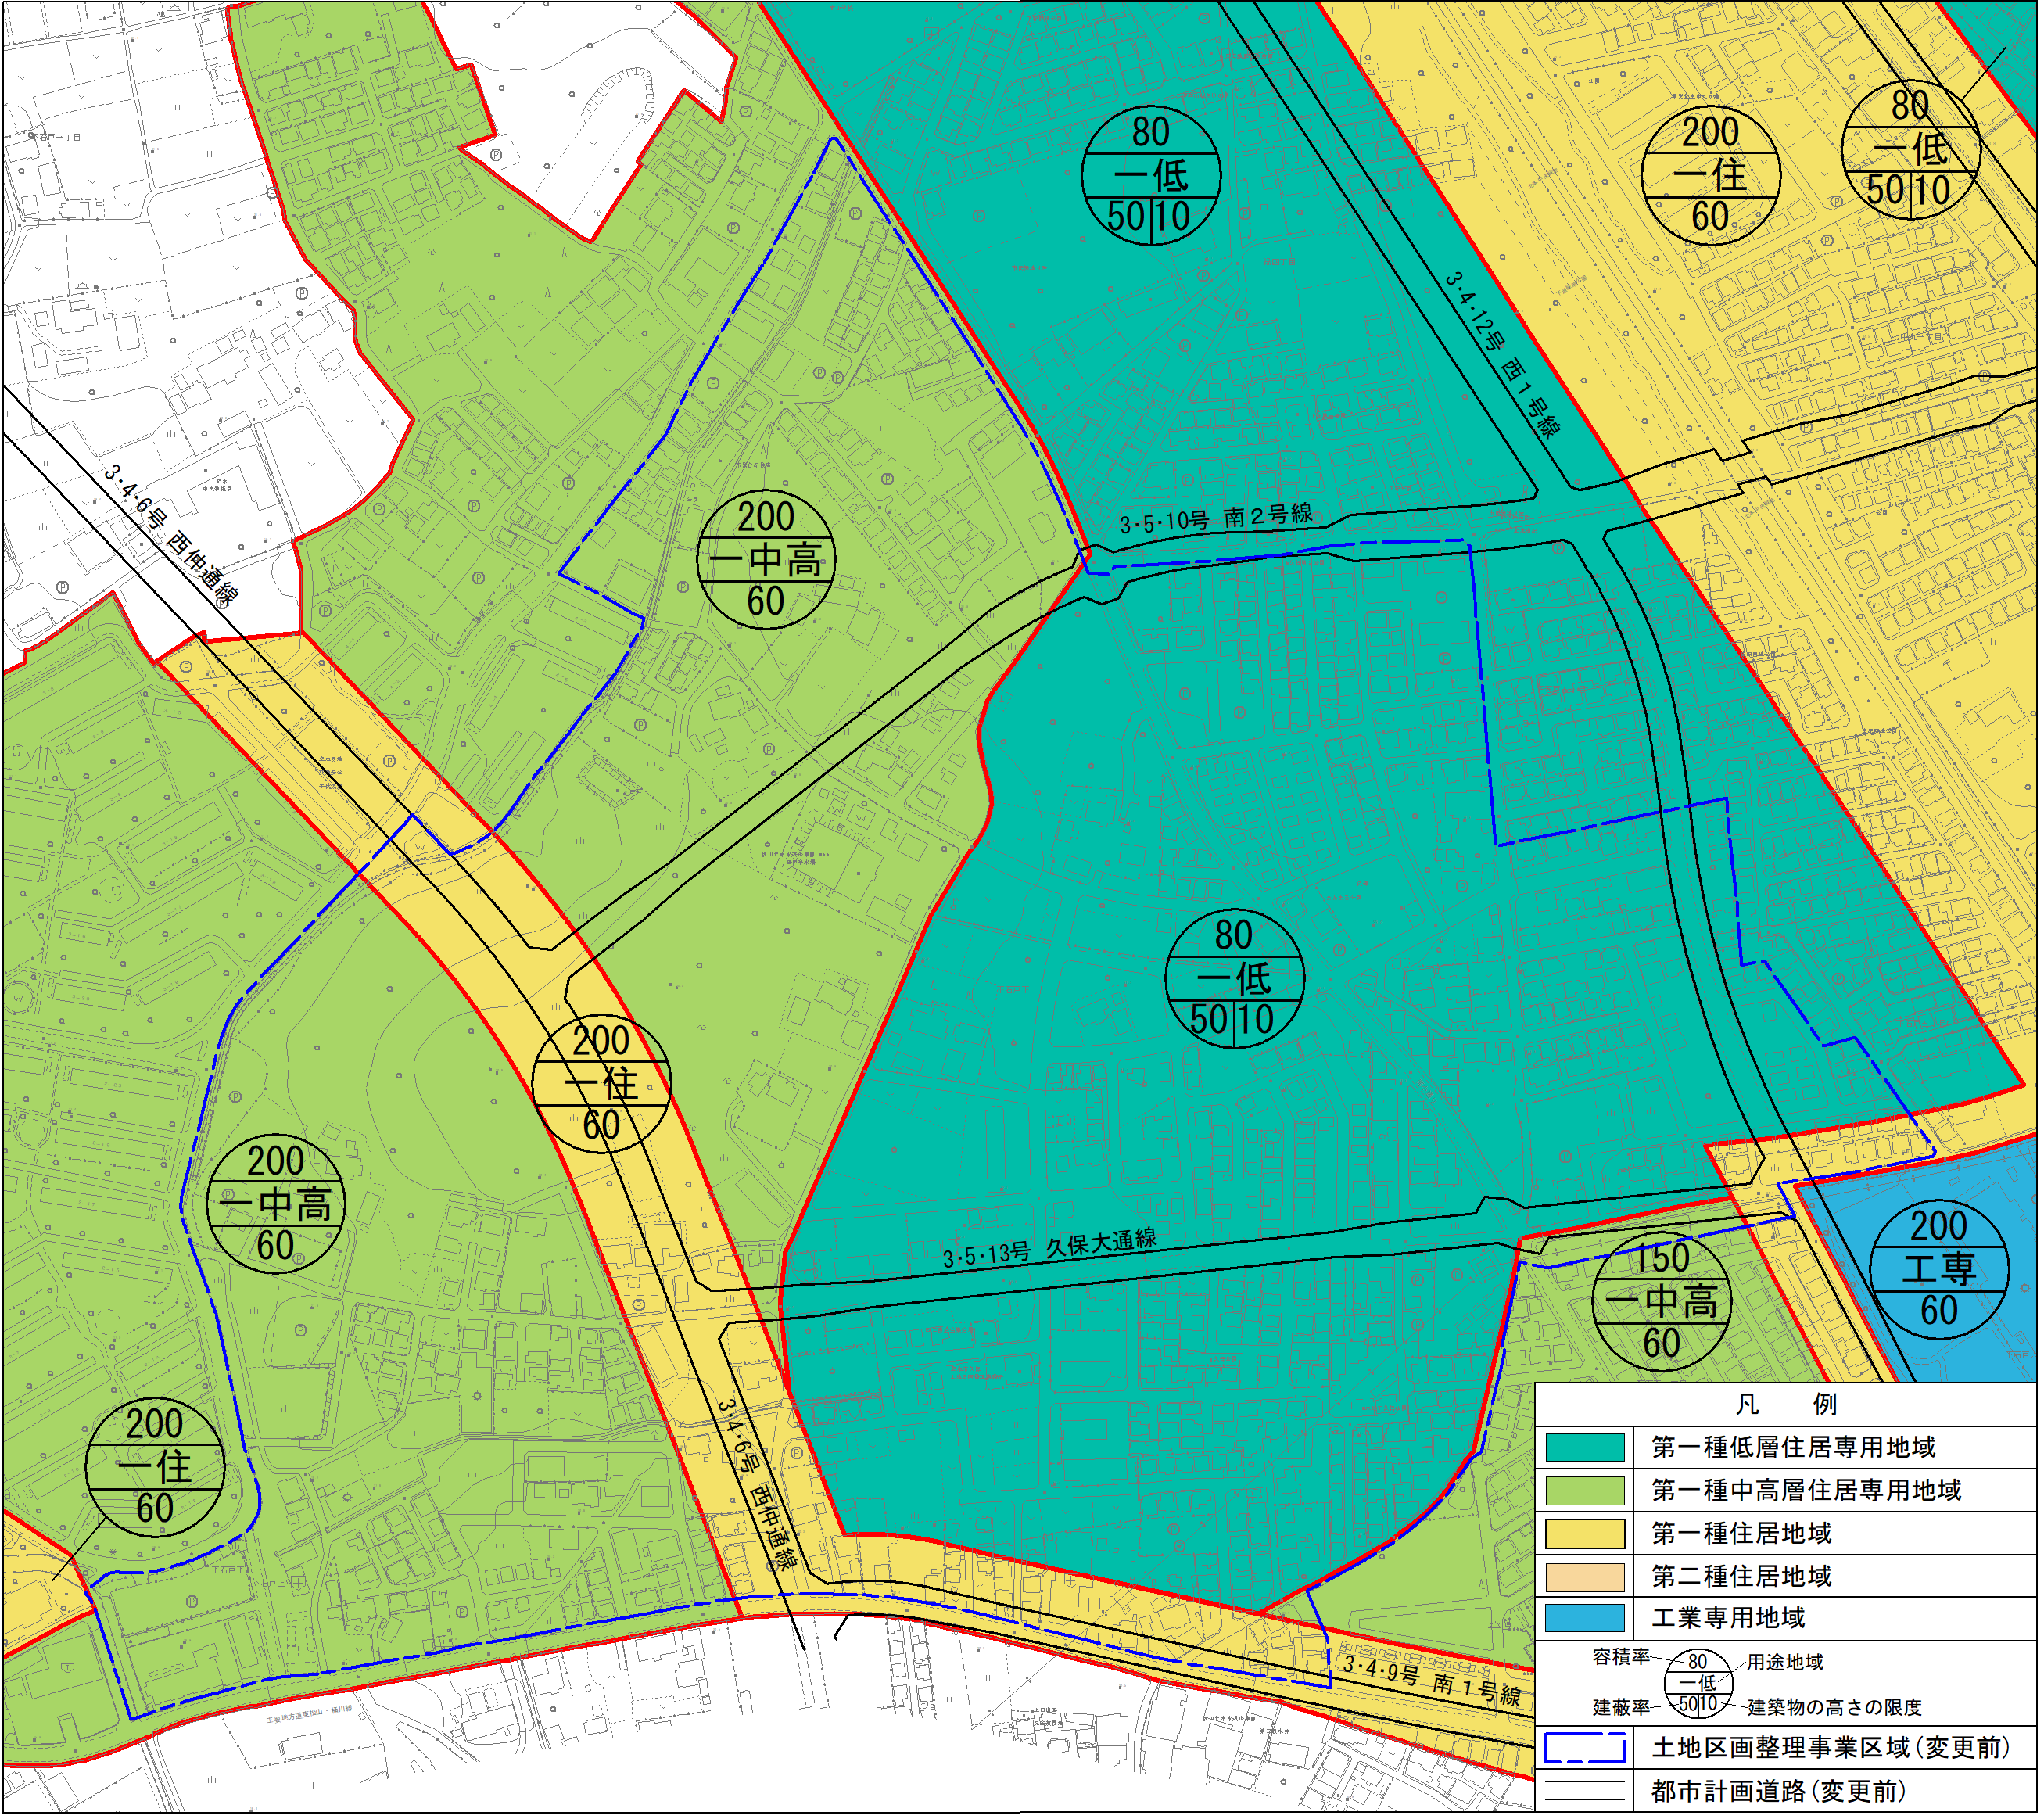 80
一低
50 10
200
一住
60
80
一低
50 10
3・4・12号 西1号線
3・4・6号 西仲通線
200
一中高
60
3・5・10号 南2号線
80
一低
50 10
200
一住
60
200
一中高
60
3・5・13号 久保大通線
150
一中高
60
200
工専
60
200
一住
60
3・4・6号 西仲通線
3・4・9号 南1号線
凡 例
第一種低層住居専用地域
第一種中高層住居専用地域
第一種住居地域
第二種住居地域
工業専用地域
容積率 80 用途地域
一低
建蔽率 50 10 建築物の高さの限度
土地区画整理事業区域(変更前)
都市計画道路(変更前)